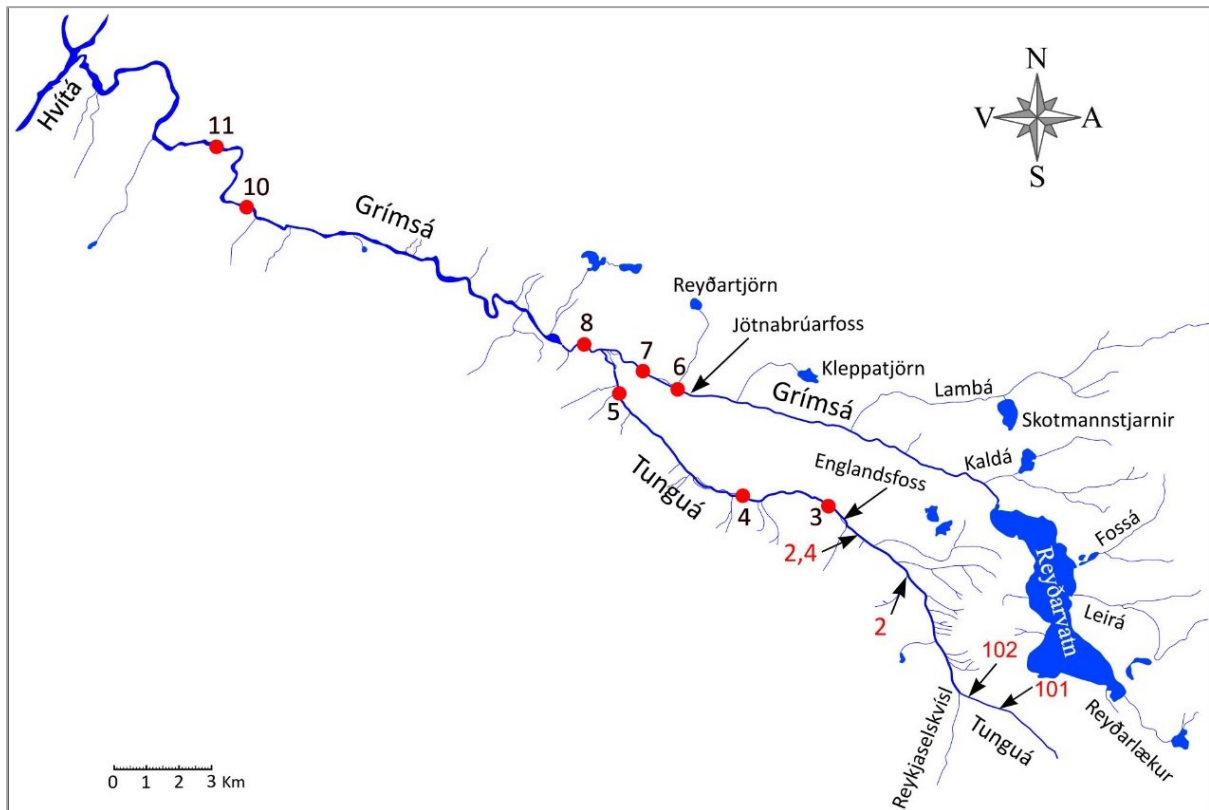 N
V A
S
Hvítá
11
10
Grímsá
8
7
6
5
Reyðartjörn
Jötnabrúarfoss
Kleppatjörn
Lambá
Grímsá
Skotmannstjarnir
Kaldá
Englandsfoss
Tunguá
4
3
2,4
2
Fossá
Reyðarvatn
Leirá
102
101
Reykjaselskvísl
Tunguá
Reyðarlækur
0 1 2 3 Km